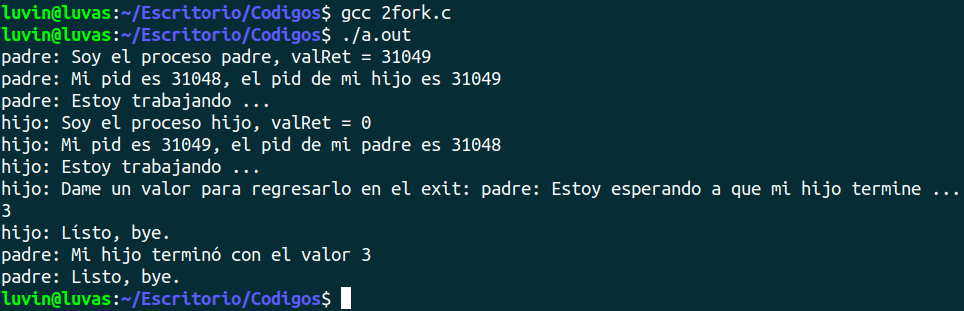 luvin@luvas:~/Escritorio/Codigos$ gcc 2fork.c
luvin@luvas:~/Escritorio/Codigos$ ./a.out
padre: Soy el proceso padre, valRet = 31049
padre: Mi pid es 31048, el pid de mi hijo es 31049
padre: Estoy trabajando ...
hijo: Soy el proceso hijo, valRet = 0
hijo: Mi pid es 31049, el pid de mi padre es 31048
hijo: Estoy trabajando ...
hijo: Dame un valor para regresarlo en el exit: padre: Estoy esperando a que mi hijo termine ...
3
hijo: Listo, bye.
padre: Mi hijo terminó con el valor 3
padre: Listo, bye.
luvin@luvas:~/Escritorio/Codigos$